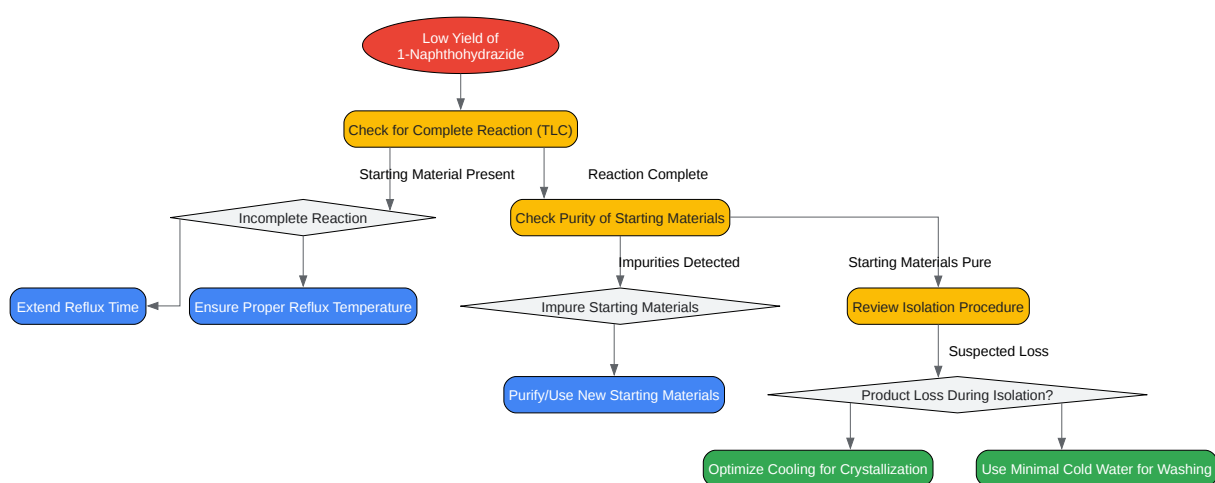 Low Yield of
1-Naphthohydrazide
Check for Complete Reaction (TLC)
Starting Material Present
Reaction Complete
Incomplete Reaction
Check Purity of Starting Materials
Impurities Detected
Starting Materials Pure
Extend Reflux Time
Ensure Proper Reflux Temperature
Impure Starting Materials
Review Isolation Procedure
Suspected Loss
Purify/Use New Starting Materials
Product Loss During Isolation?
Optimize Cooling for Crystallization
Use Minimal Cold Water for Washing